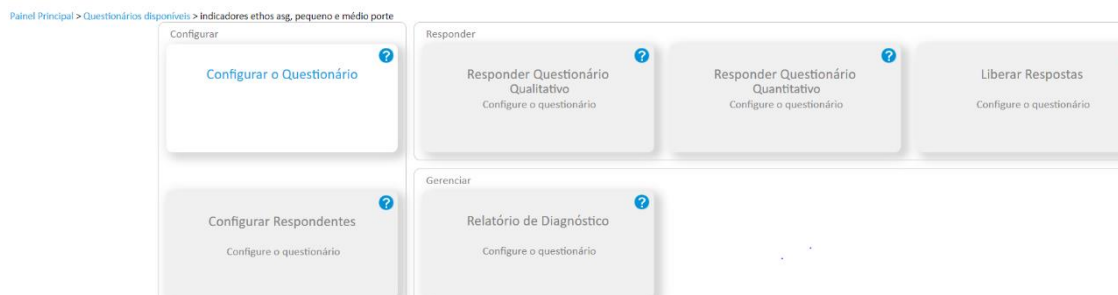 Painel Principal > Questionários disponíveis > indicadores ethos asg, pequeno e médio porte
Configurar
Configurar o Questionário
?
Configurar Respondentes
Configure o questionário
?
Responder
Responder Questionário
Qualitativo
Configure o questionário
?
Responder Questionário
Quantitativo
Configure o questionário
?
Liberar Respostas
Configure o questionário
Gerenciar
Relatório de Diagnóstico
Configure o questionário
?